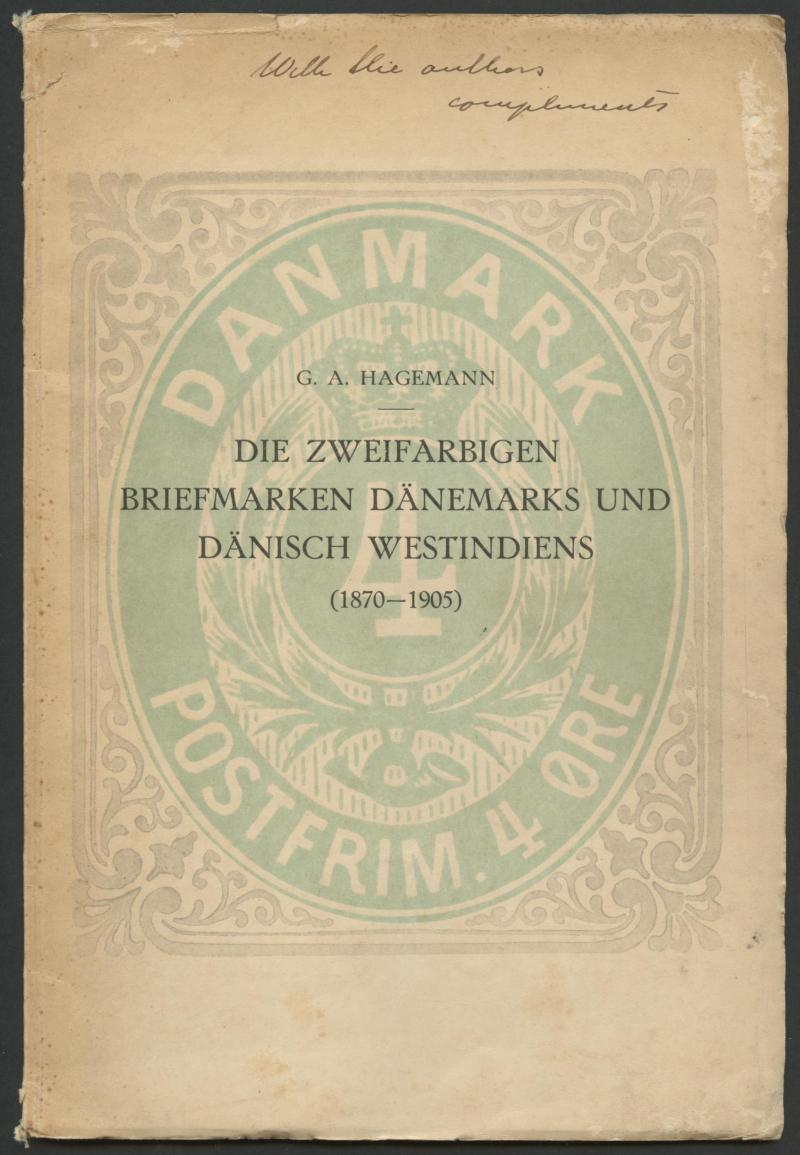 With the authors
compliments
DANMARK
G. A. HAGEMANN
DIE ZWEIFARBIGEN
BRIEFMARKEN DÄNEMARKS UND
DÄNISCH WESTINDIENS
(1870—1905)
4
POSTFRIM. 4 ØRE